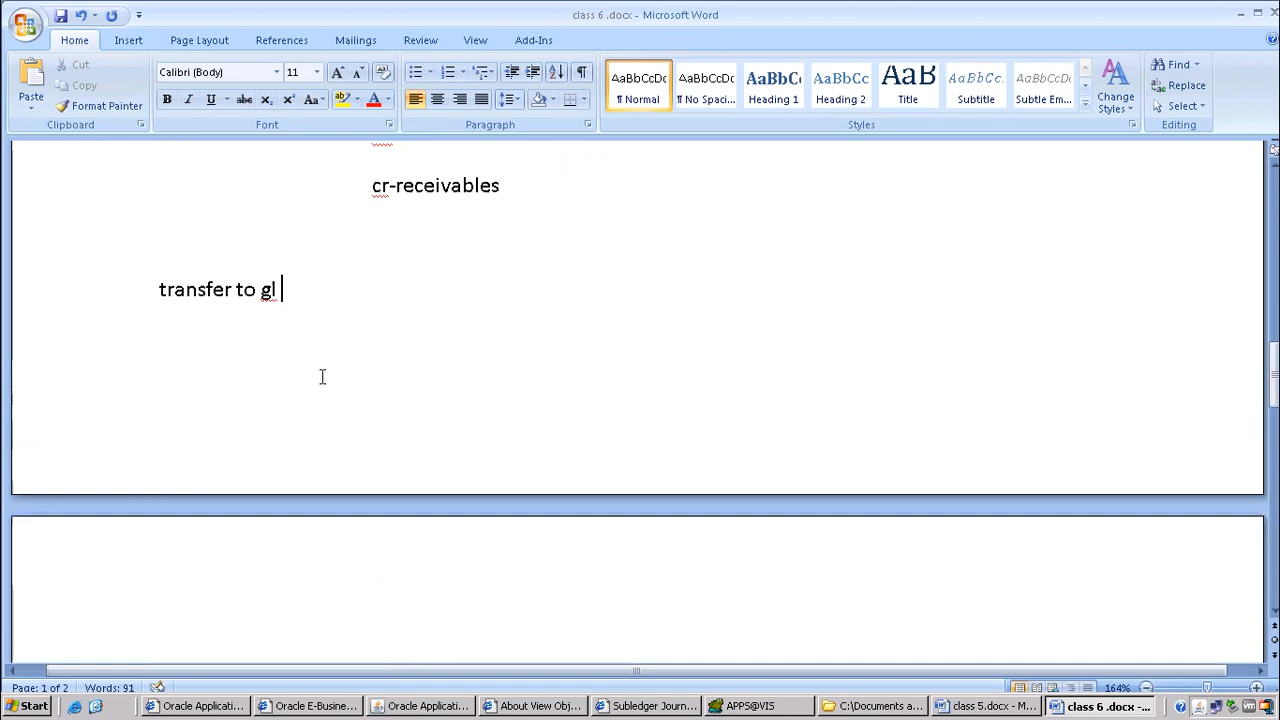 class 6 .docx - Microsoft Word
Home Insert Page Layout References Mailings Review View Add-Ins
Paste
Cut
Copy
Format Painter
Clipboard
Calibri (Body) 11
Font
Paragraph
AaBbCcDc AaBbCcDc AaBbCc AaBbCc AaB AaBbCc. AaBbCcDc
¶ Normal ¶ No Spaci... Heading 1 Heading 2 Title Subtitle Subtle Em...
Change Styles
Styles
Find
Replace
Select
Editing
cr-receivables
transfer to gl
Page: 1 of 2 Words: 91 164%
Start Oracle Applicati... Oracle E-Busine... Oracle Applicati... About View Obj... Subledger Journ... APPS@VIS C:\Documents a... class 5.docx - M... class 6 .docx - ...